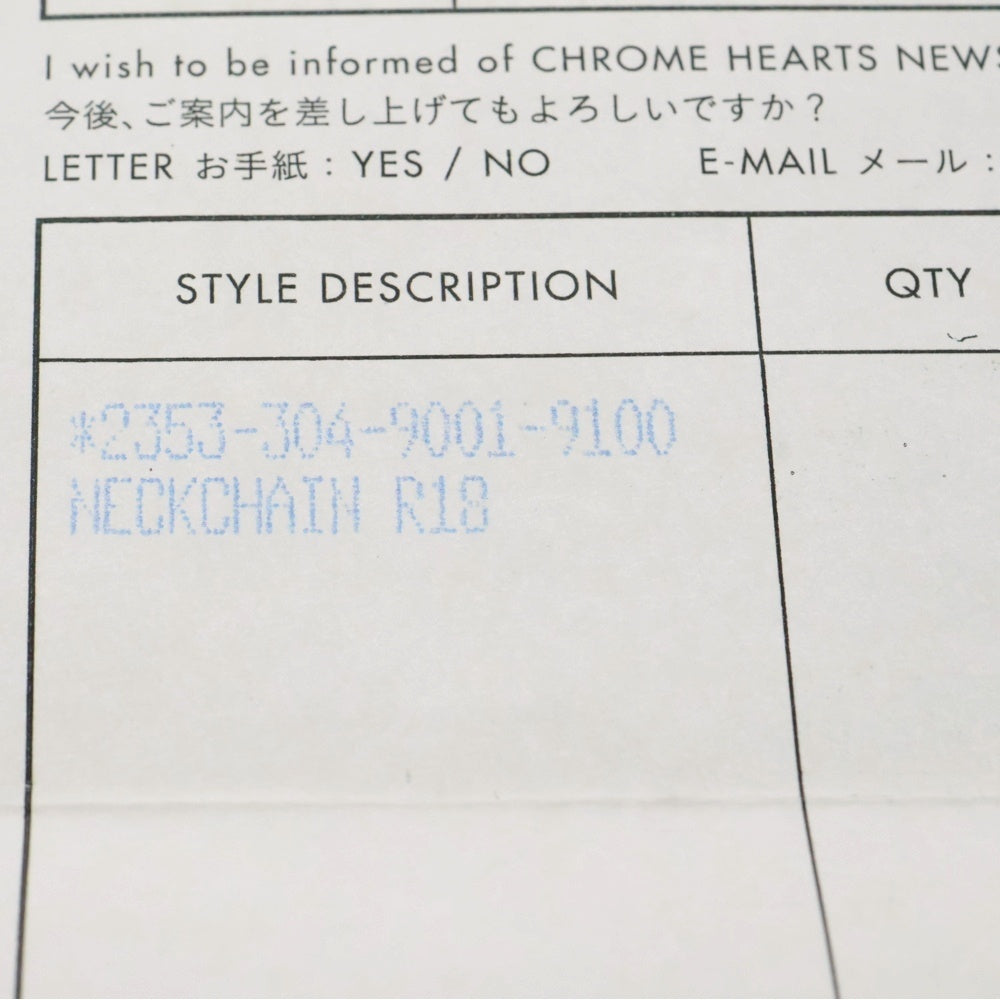 I wish to be informed of CHROME HEARTS NEWS
今後、ご案内を差し上げてもよろしいですか？
LETTER お手紙 : YES / NO E-MAIL メール :
STYLE DESCRIPTION QTY
*2353-304-9001-9100
NECKCHAIN R18